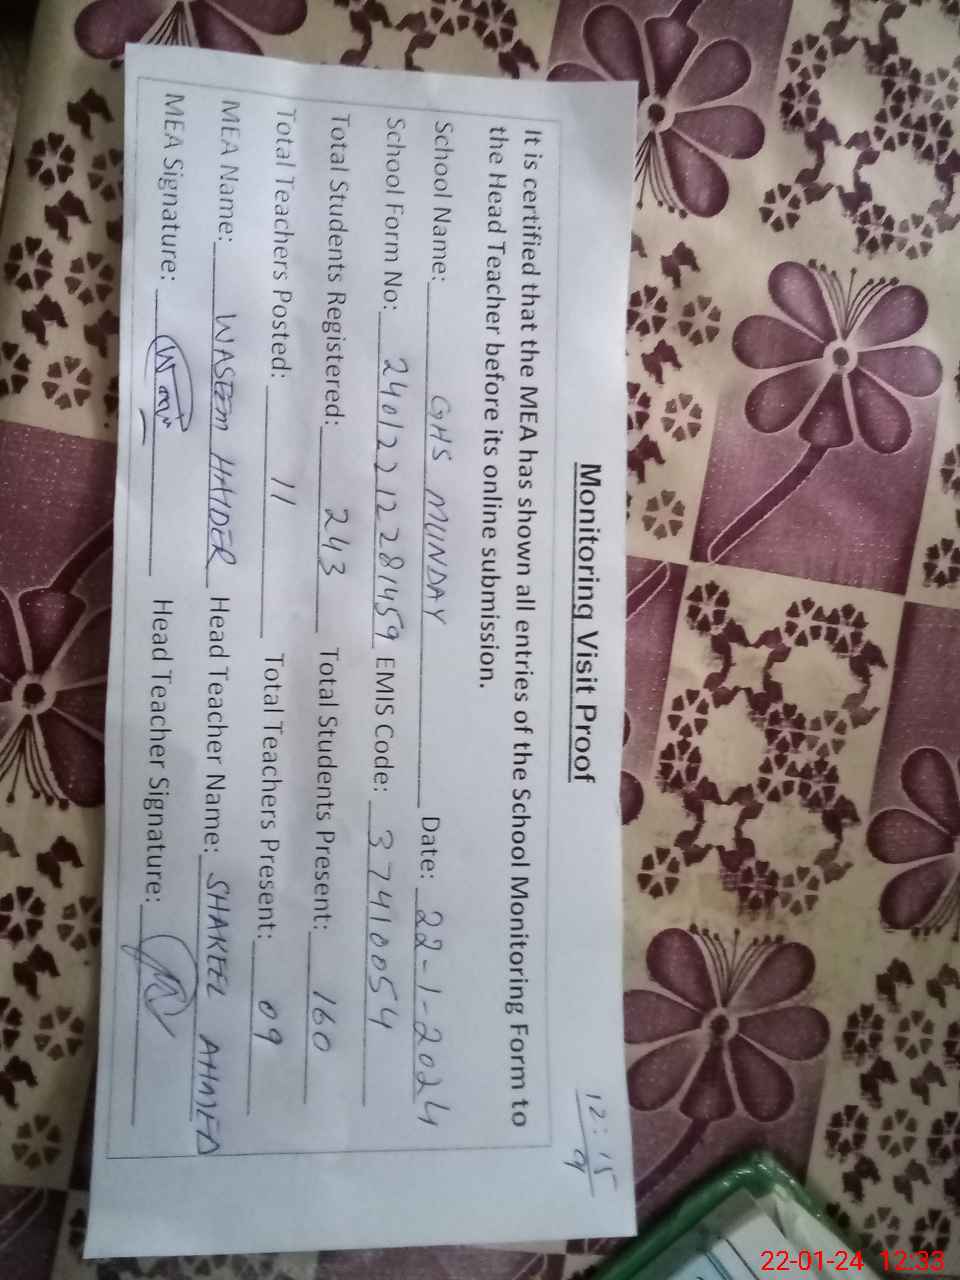 12:15
9
Monitoring Visit Proof
It is certified that the MEA has shown all entries of the School Monitoring Form to
the Head Teacher before its online submission.
School Name: GHS MUNDAY Date: 22-1-2024
School Form No: 24012212281459 EMIS Code: 37410054
Total Students Registered: 243 Total Students Present: 160
Total Teachers Posted: 11 Total Teachers Present: 09
MEA Name: WASEEM HAIDER Head Teacher Name: SHAKEEL AHMED
MEA Signature: Head Teacher Signature:
22-01-24 12:33